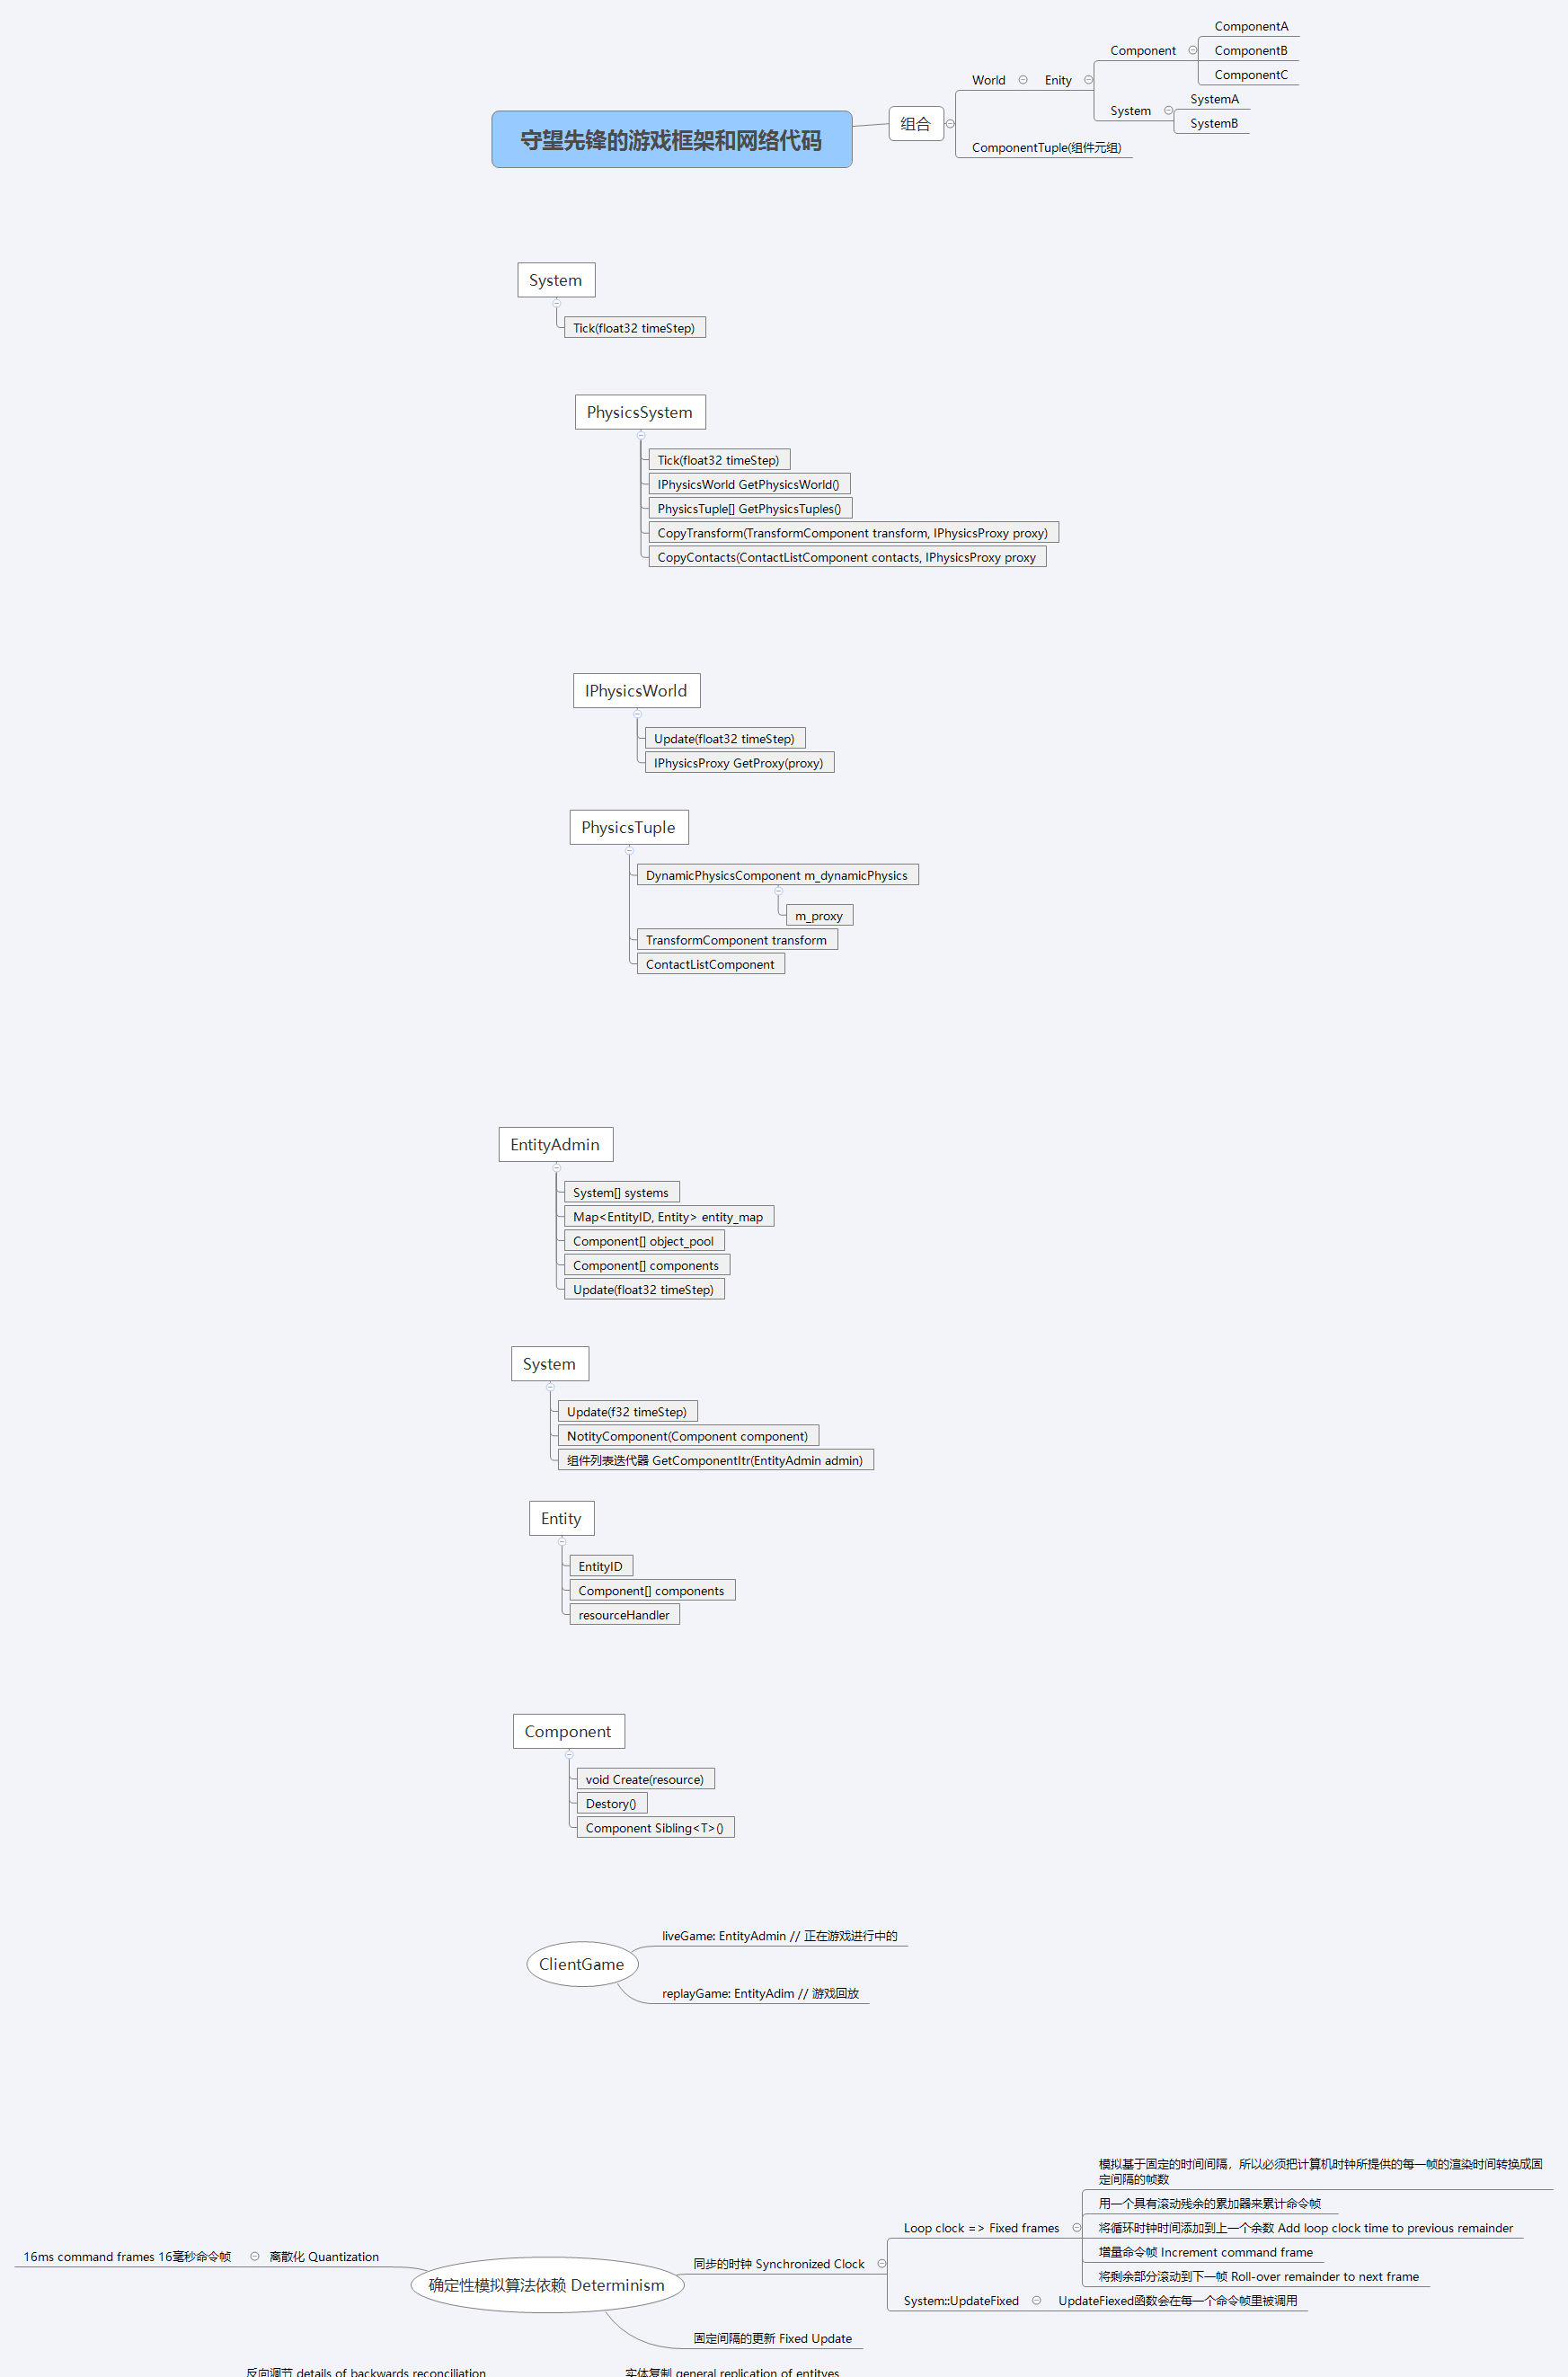 ComponentA
Component
ComponentB
ComponentC
World
Enity
System
SystemA
SystemB
组合
守望先锋的游戏框架和网络代码
ComponentTuple(组件元组)
System
Tick(float32 timeStep)
PhysicsSystem
Tick(float32 timeStep)
IPhysicsWorld GetPhysicsWorld()
PhysicsTuple[] GetPhysicsTuples()
CopyTransform(TransformComponent transform, IPhysicsProxy proxy)
CopyContacts(ContactListComponent contacts, IPhysicsProxy proxy
IPhysicsWorld
Update(float32 timeStep)
IPhysicsProxy GetProxy(proxy)
PhysicsTuple
DynamicPhysicsComponent m_dynamicPhysics
m_proxy
TransformComponent transform
ContactListComponent
EntityAdmin
System[] systems
Map<EntityID, Entity> entity_map
Component[] object_pool
Component[] components
Update(float32 timeStep)
System
Update(f32 timeStep)
NotityComponent(Component component)
组件列表迭代器 GetComponentItr(EntityAdmin admin)
Entity
EntityID
Component[] components
resourceHandler
Component
void Create(resource)
Destory()
Component Sibling<T>()
liveGame: EntityAdmin // 正在游戏进行中的
ClientGame
replayGame: EntityAdim // 游戏回放
模拟基于固定的时间间隔，所以必须把计算机时钟所提供的每一帧的渲染时间转换成固
定间隔的帧数
用一个具有滚动残余的累加器来累计命令帧
Loop clock => Fixed frames
将循环时钟时间添加到上一个余数 Add loop clock time to previous remainder
增量命令帧 Increment command frame
将剩余部分滚动到下一帧 Roll-over remainder to next frame
16ms command frames 16毫秒命令帧
离散化 Quantization
同步的时钟 Synchronized Clock
确定性模拟算法依赖 Determinism
System::UpdateFixed
UpdateFiexed函数会在每一个命令帧里被调用
固定间隔的更新 Fixed Update
反向调节 details of backwards reconciliation
实体复制 general replication of entityes